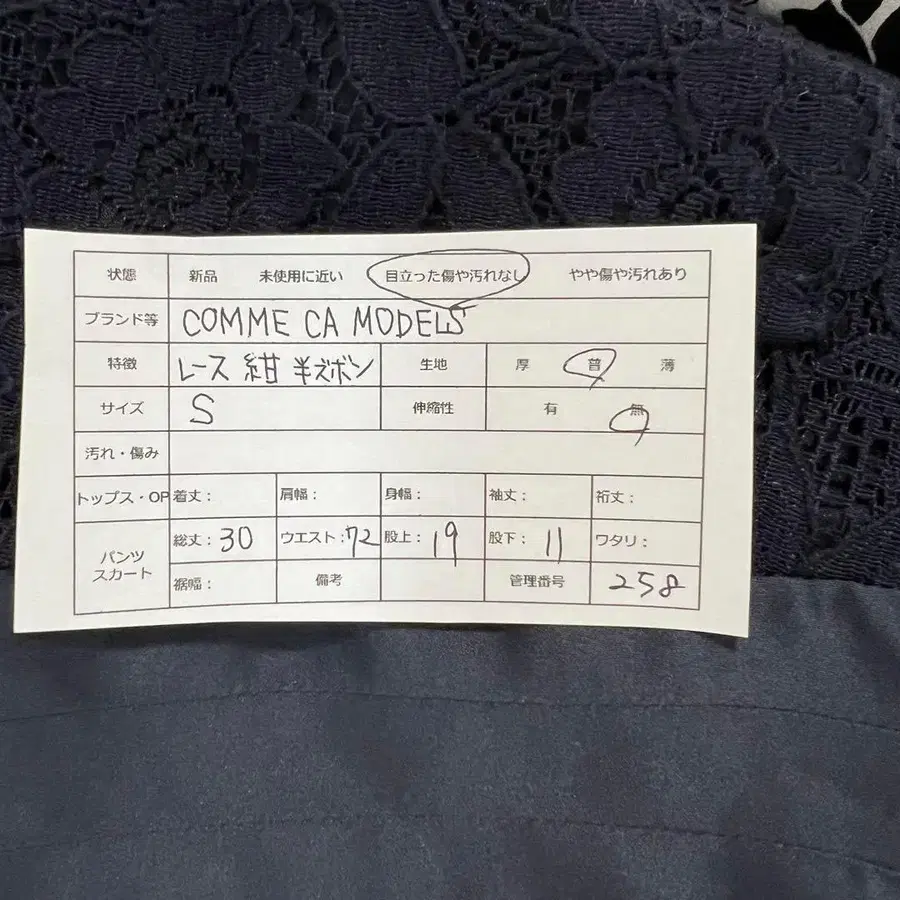 状態 新品 未使用に近い 目立った傷や汚れなし やや傷や汚れあり
ブランド等 COMME CA MODELS
特徴 レース 紺 半ズボン 生地 厚 普 薄
サイズ S 伸縮性 有 無
汚れ・傷み
トップス・OP 着丈: 肩幅: 身幅: 袖丈: 裄丈:
パンツ スカート 総丈: 30 ウエスト: 72 股上: 19 股下: 11 ワタリ:
裾幅: 備考 管理番号 258